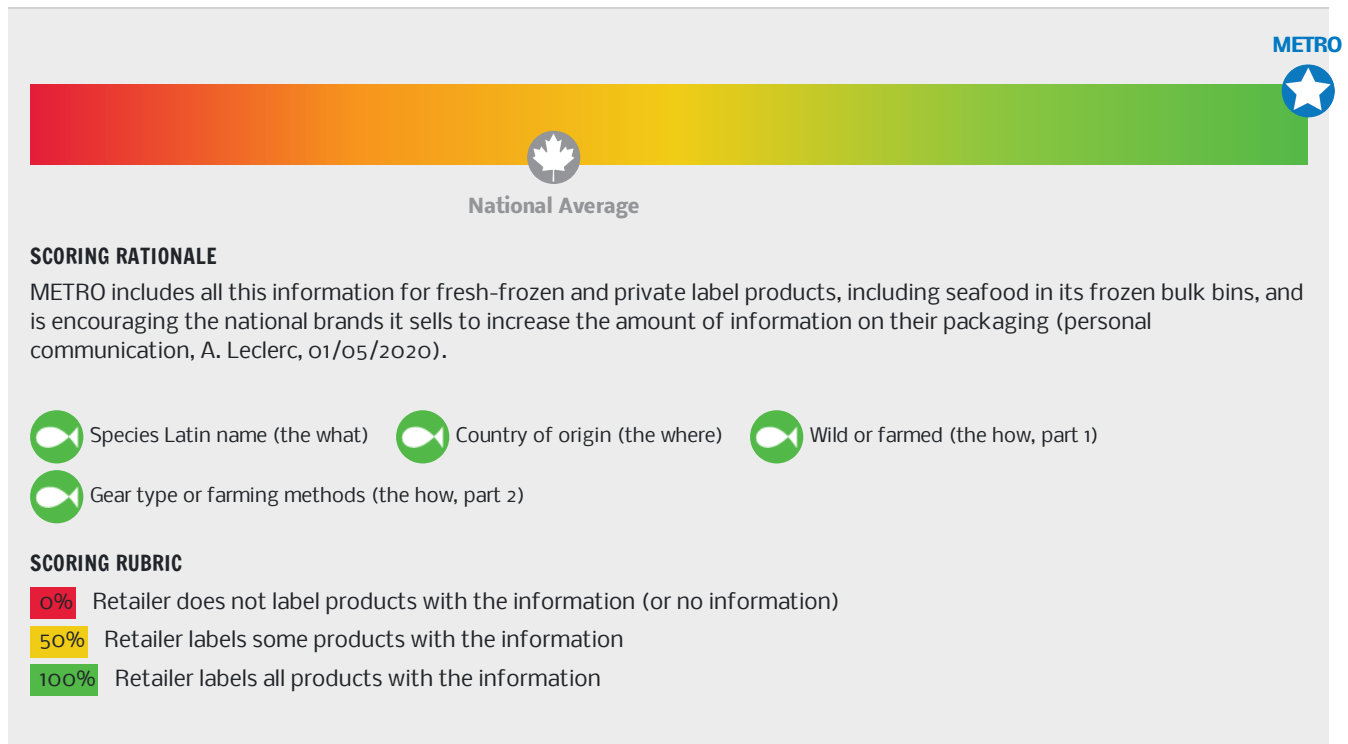 METRO
National Average
SCORING RATIONALE
METRO includes all this information for fresh-frozen and private label products, including seafood in its frozen bulk bins, and
is encouraging the national brands it sells to increase the amount of information on their packaging (personal
communication, A. Leclerc, 01/05/2020).
Species Latin name (the what) Country of origin (the where) Wild or farmed (the how, part 1)
Gear type or farming methods (the how, part 2)
SCORING RUBRIC
0% Retailer does not label products with the information (or no information)
50% Retailer labels some products with the information
100% Retailer labels all products with the information